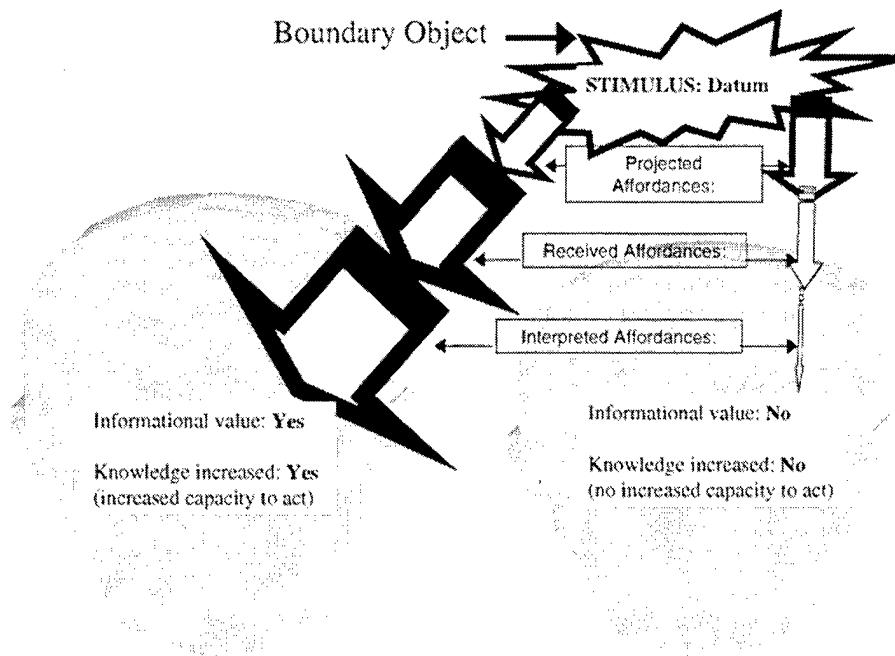 Boundary Object
STIMULUS: Datum
Projected
Affordances:
Received Affordances:
Interpreted Affordances:
Informational value: Yes
Knowledge increased: Yes
(increased capacity to act)
Informational value: No
Knowledge increased: No
(no increased capacity to act)